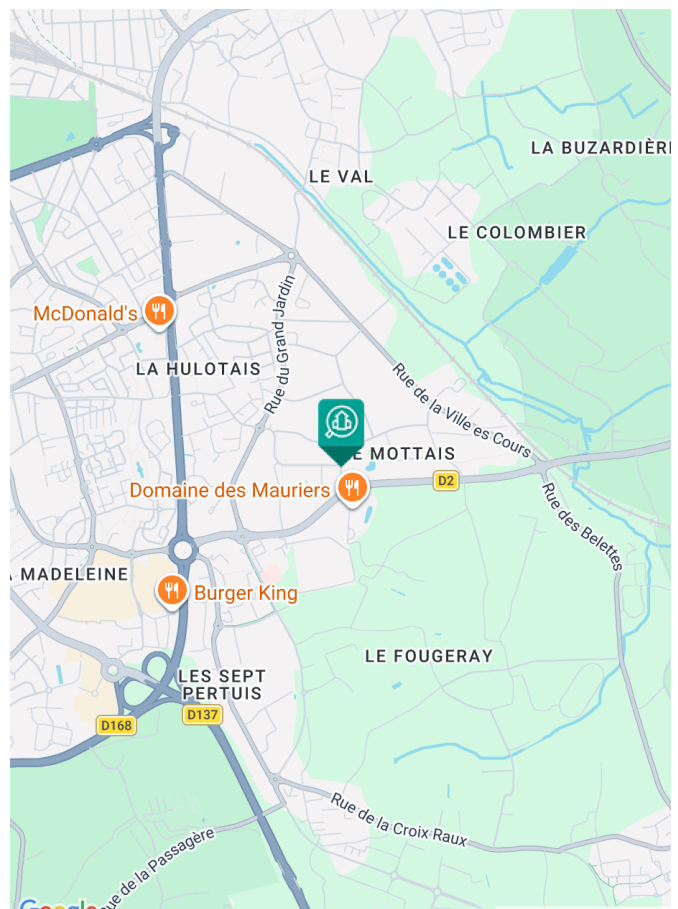 LE VAL
LA BUZARDIÈR
LE COLOMBIER
McDonald's
Rue du Grand Jardin
LA HULOTAIS
Rue de la Ville es Cours
E MOTTAIS
Domaine des Mauriers
D2
Rue des Belettes
A MADELEINE
Burger King
LE FOUGERAY
LES SEPT
PERTUIS
D168
D137
Rue de la Croix Raux
ue de la Passagère
Google